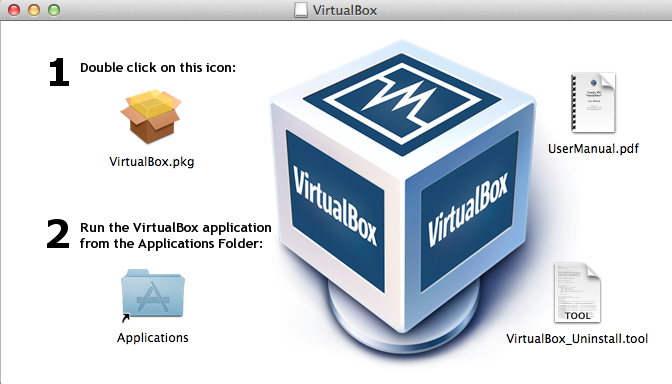 VirtualBox
1 Double click on this icon:
VirtualBox.pkg
UserManual.pdf
VirtualBox
VirtualBox
2 Run the VirtualBox application
from the Applications Folder:
Applications
TOOL
VirtualBox_Uninstall.tool